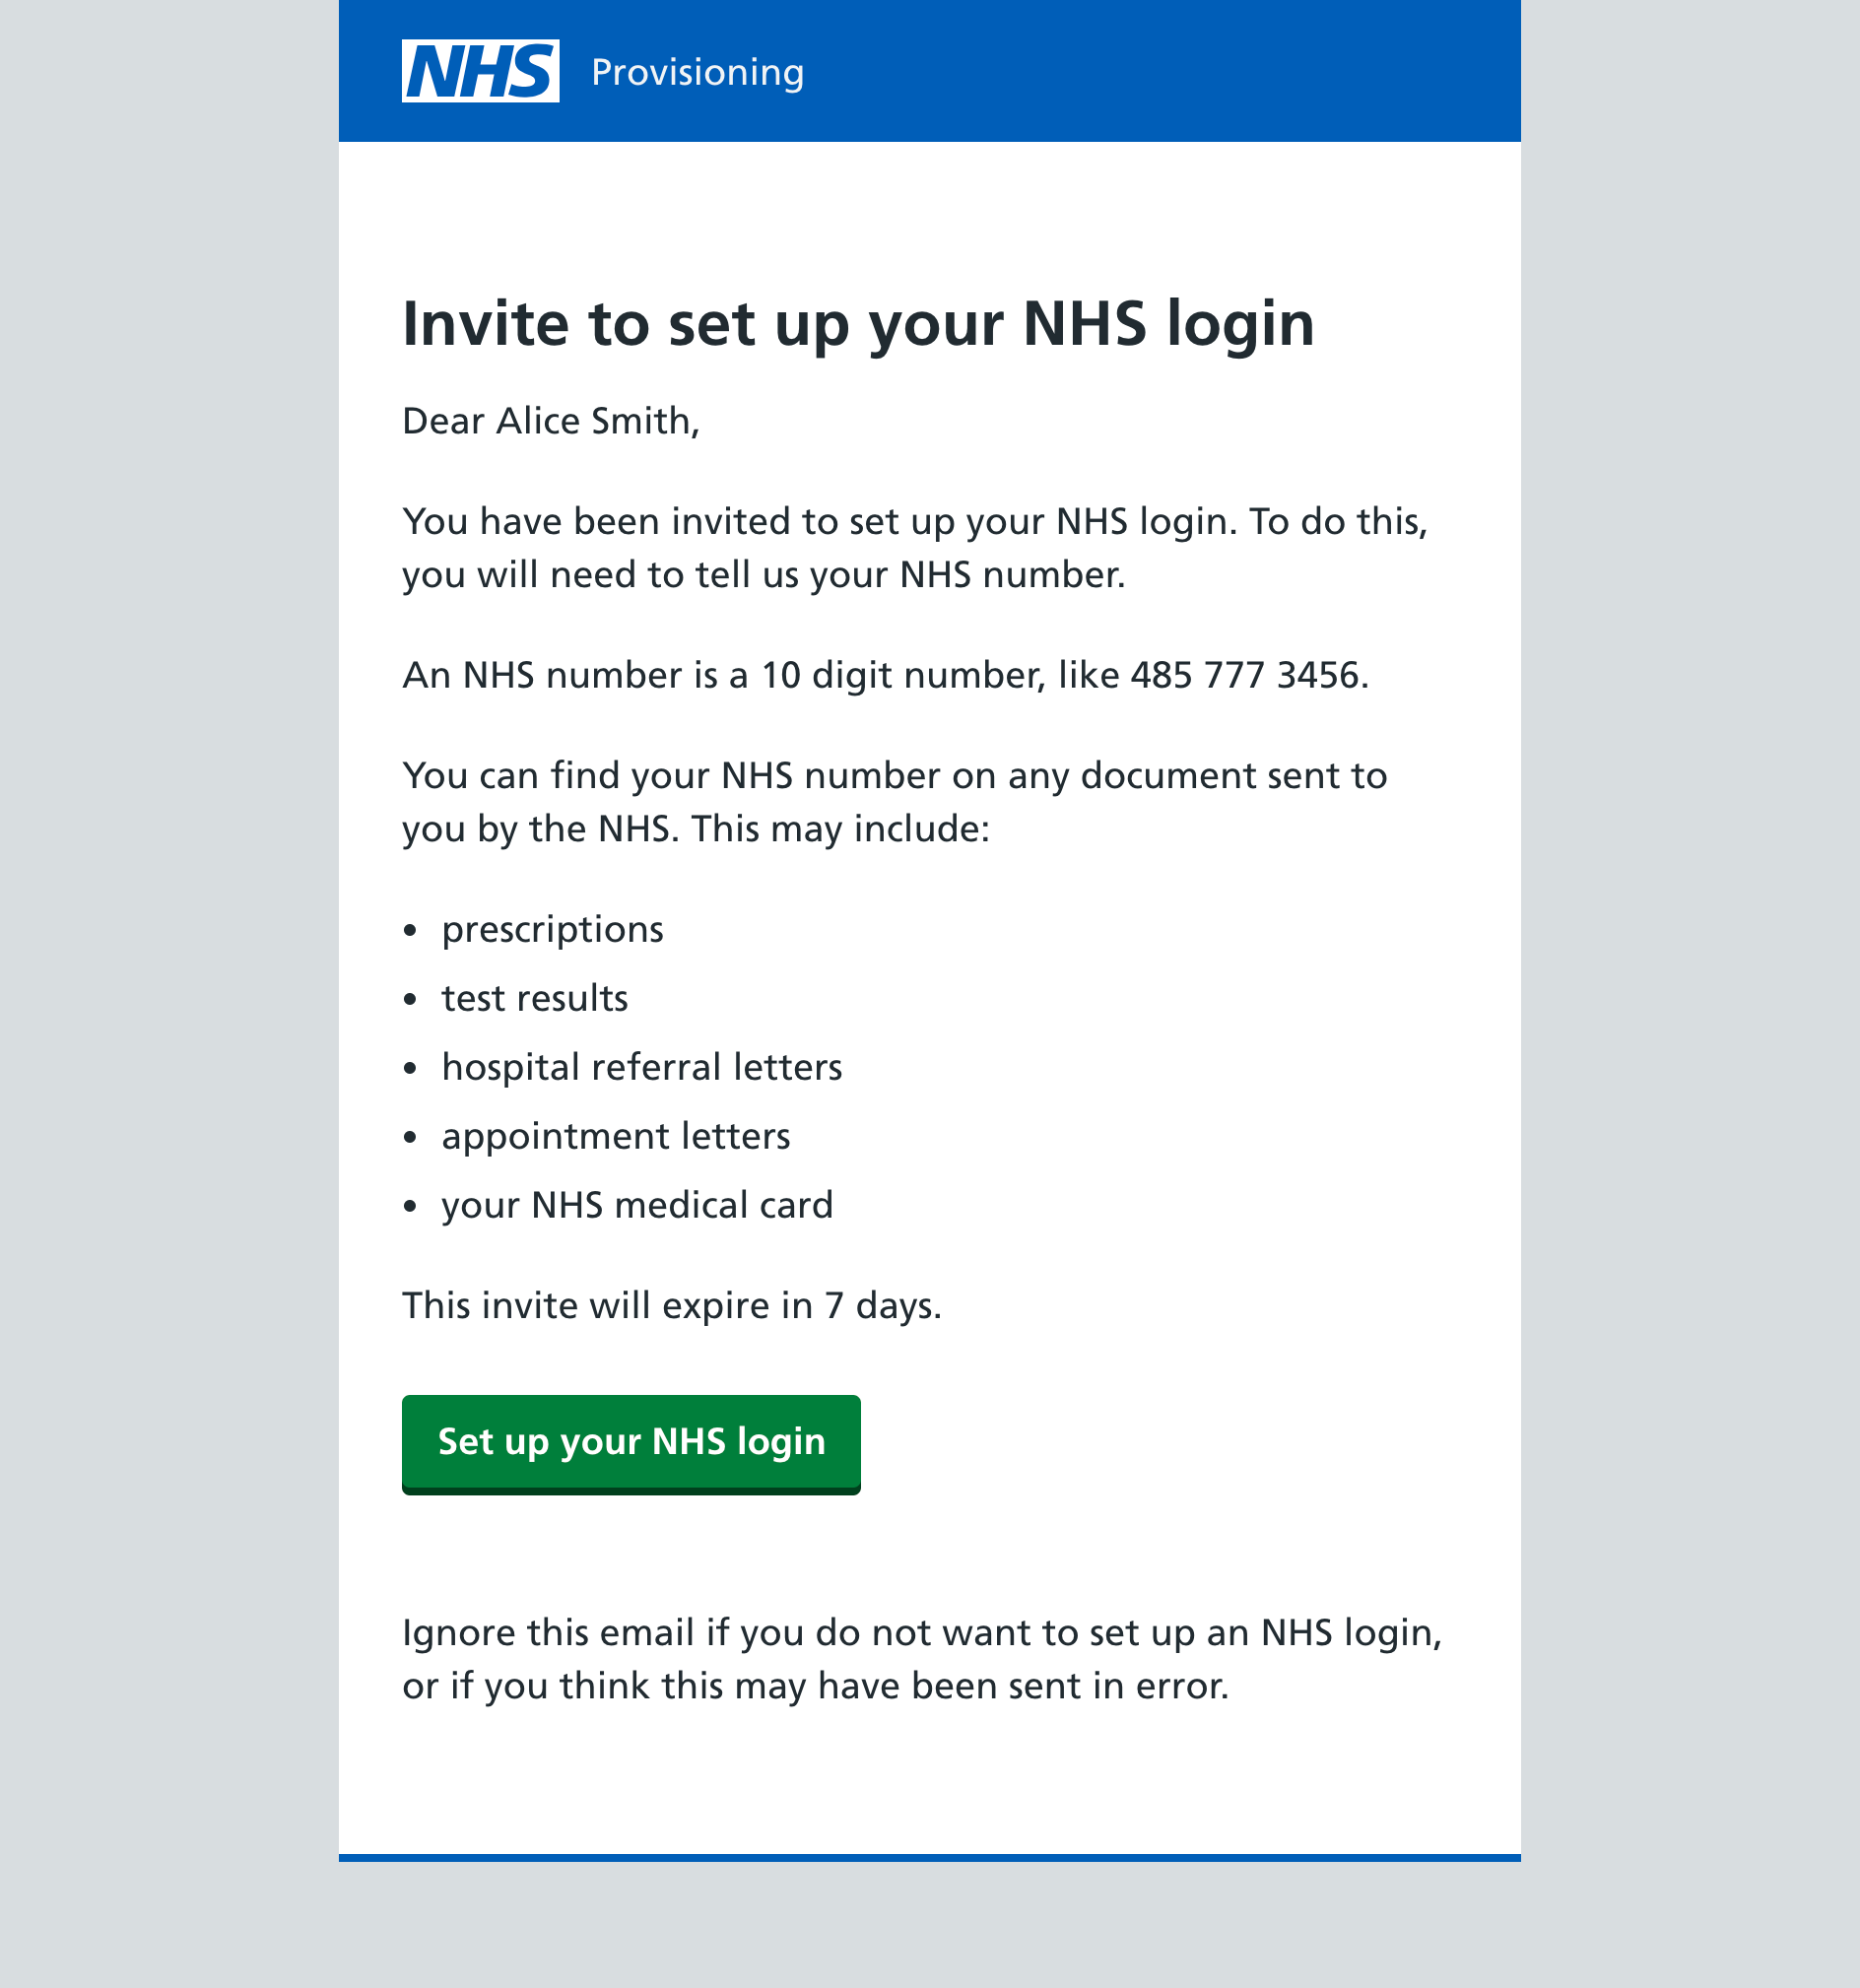 NHS Provisioning
Invite to set up your NHS login
Dear Alice Smith,
You have been invited to set up your NHS login. To do this,
you will need to tell us your NHS number.
An NHS number is a 10 digit number, like 485 777 3456.
You can find your NHS number on any document sent to
you by the NHS. This may include:
• prescriptions
• test results
• hospital referral letters
• appointment letters
• your NHS medical card
This invite will expire in 7 days.
Set up your NHS login
Ignore this email if you do not want to set up an NHS login,
or if you think this may have been sent in error.